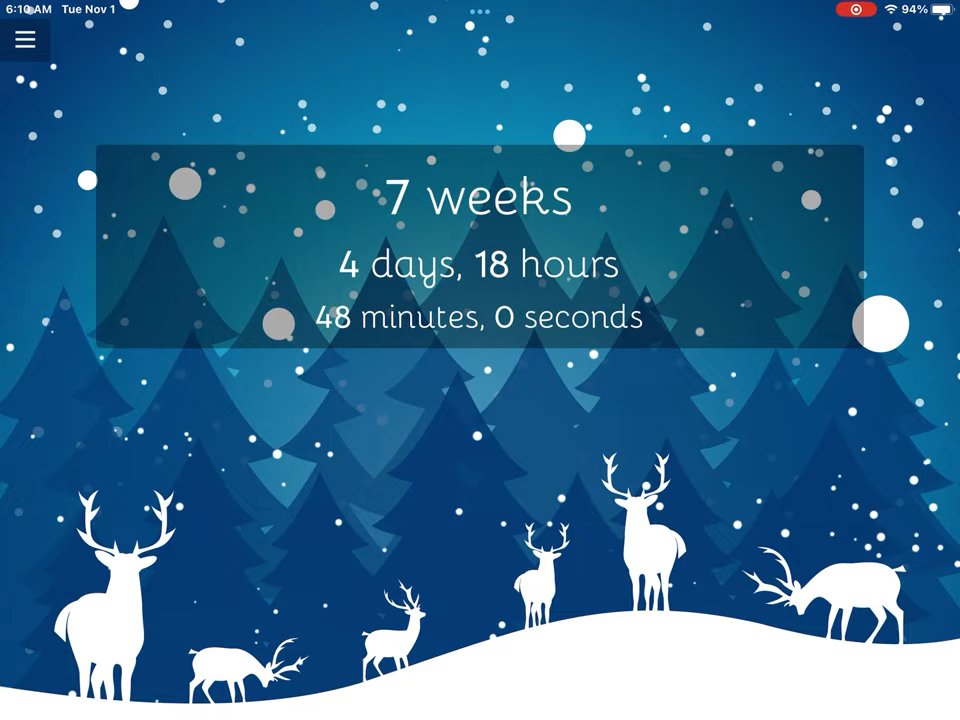 6:10 AM Tue Nov 1
94%
7 weeks
4 days, 18 hours
48 minutes, 0 seconds